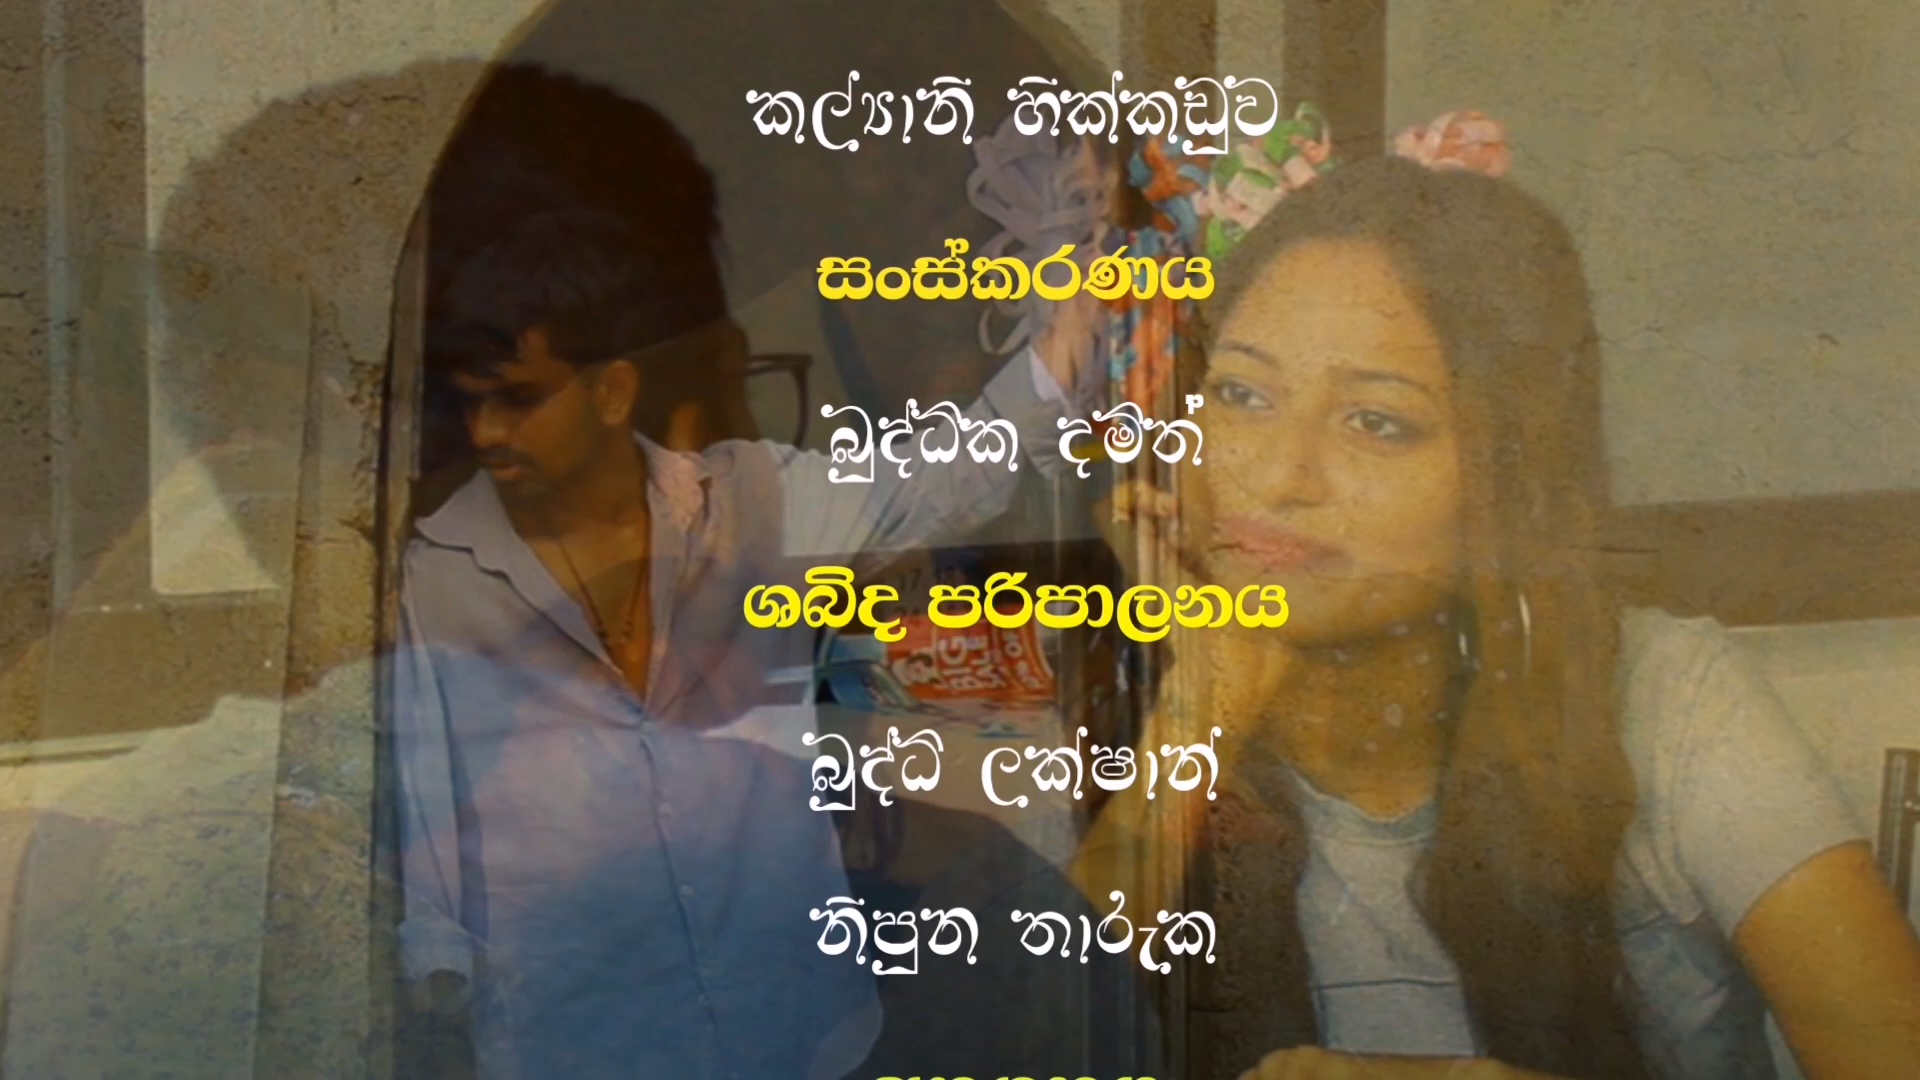 කල්‍යානි හික්කඩුව
සංස්කරණය
බුද්ධික දමිත්
ශබ්ද පරිපාලනය
බුද්ධි ලක්ෂාන්
නිපුන තාරුක